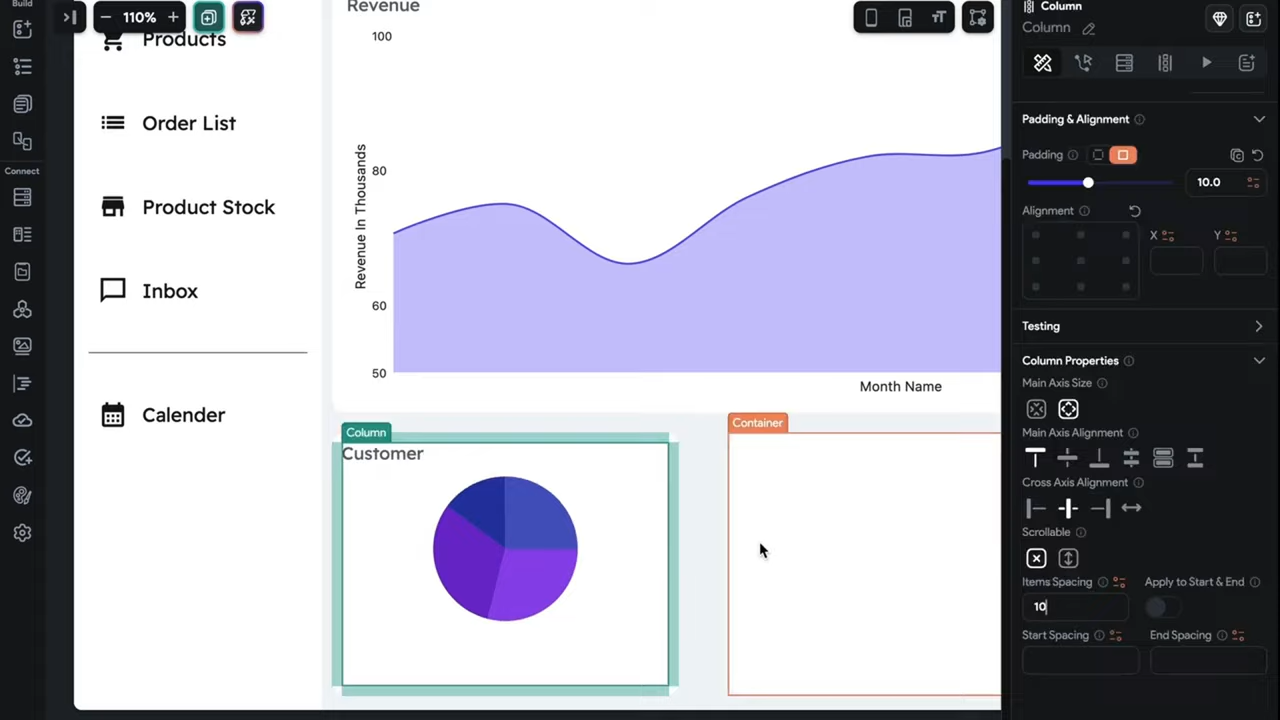 Build
Connect
110%
Products
Order List
Product Stock
Inbox
Calender
Revenue
100
80
60
50
Revenue In Thousands
Month Name
Column
Customer
Container
Column
Column
Padding & Alignment
Padding
10.0
Alignment
X
Y
Testing
Column Properties
Main Axis Size
Main Axis Alignment
Cross Axis Alignment
Scrollable
Items Spacing
Apply to Start & End
10
Start Spacing
End Spacing